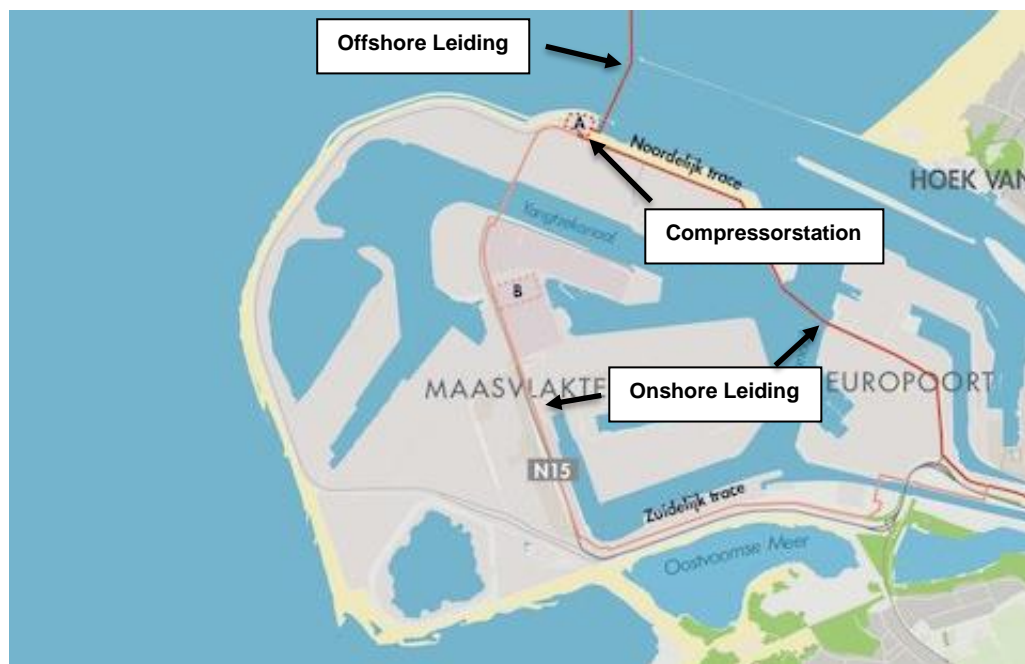 Offshore Leiding
A
Noordelijk trace
HOEK VAN
Compressorstation
Yangtzekanaal
B
MAASVLAKTE
Onshore Leiding
EUROPOORT
N15
Zuidelijk trace
Oostvoornse Meer